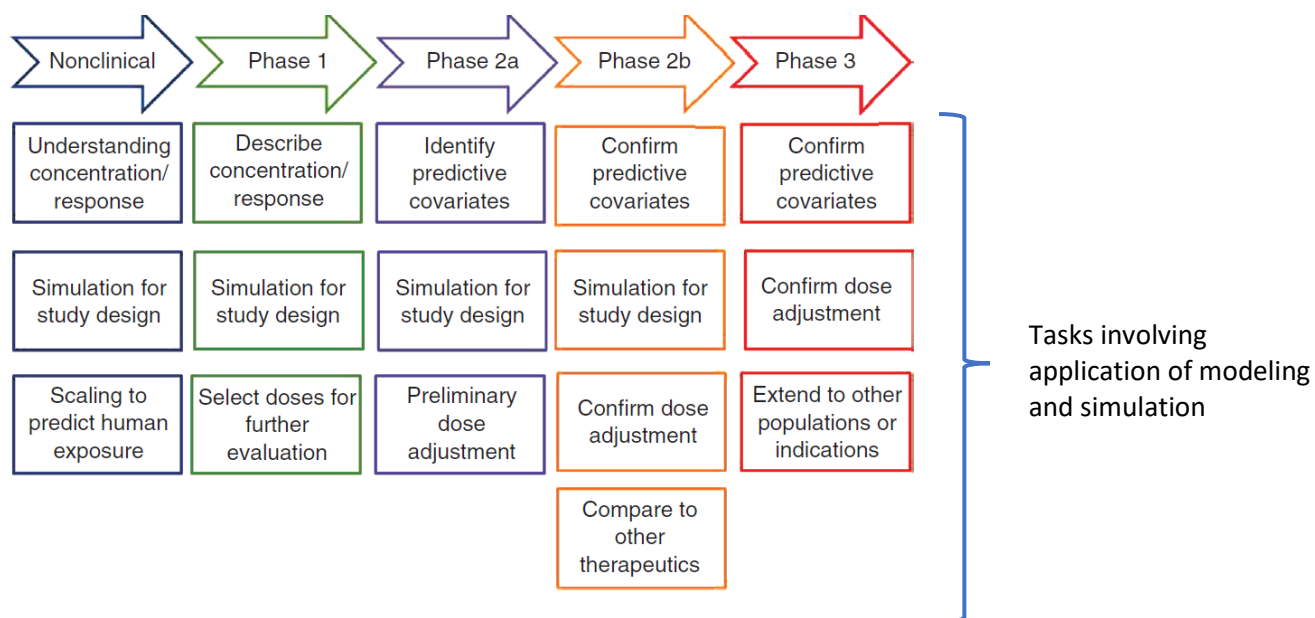 Nonclinical
Phase 1
Phase 2a
Phase 2b
Phase 3
Understanding
concentration/
response
Describe
concentration/
response
Identify
predictive
covariates
Confirm
predictive
covariates
Confirm
predictive
covariates
Simulation for
study design
Simulation for
study design
Simulation for
study design
Simulation for
study design
Confirm dose
adjustment
Scaling to
predict human
exposure
Select doses for
further
evaluation
Preliminary
dose
adjustment
Confirm dose
adjustment
Extend to other
populations or
indications
Compare to
other
therapeutics
Tasks involving
application of modeling
and simulation